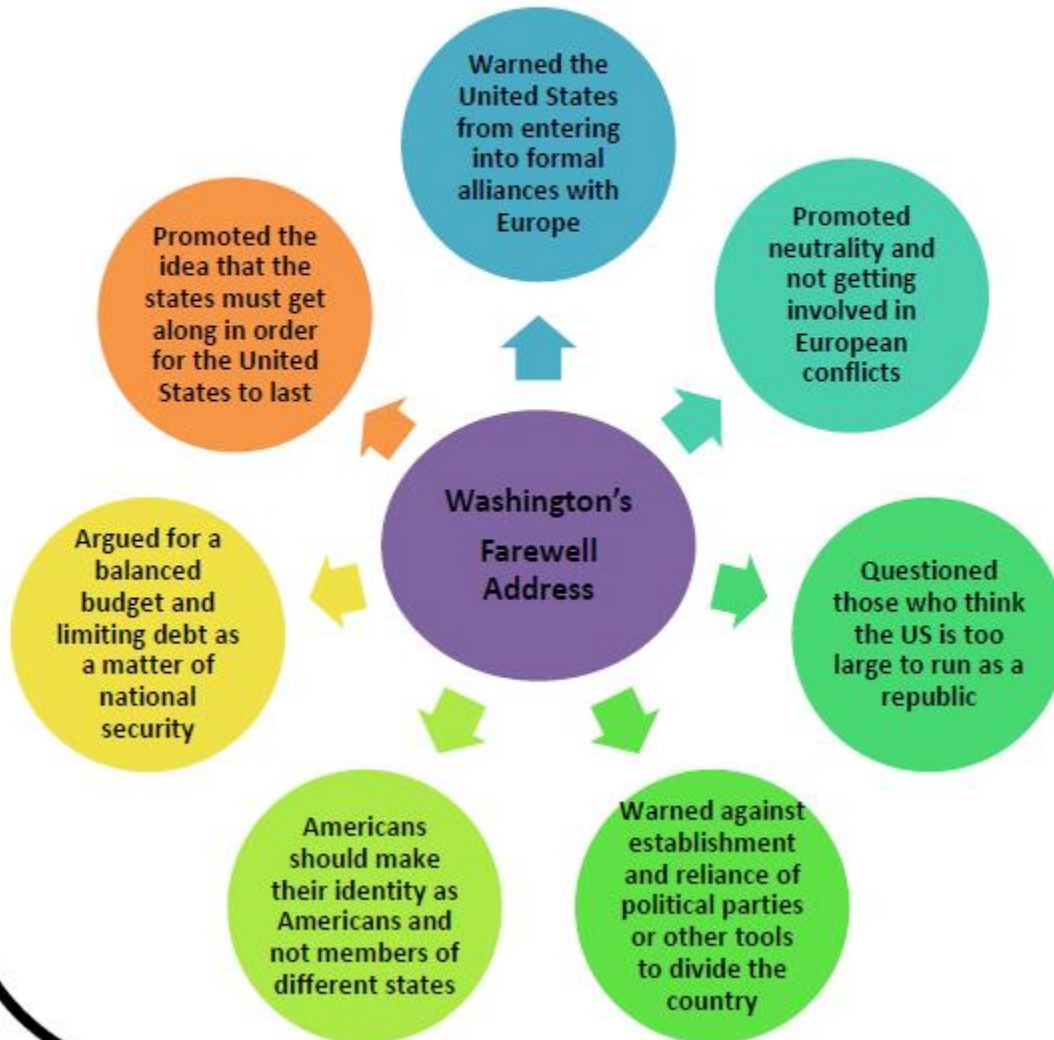 Warned the
United States
from entering
into formal
alliances with
Europe
Promoted
neutrality and
not getting
involved in
European
conflicts
Questioned
those who think
the US is too
large to run as a
republic
Warned against
establishment
and reliance of
political parties
or other tools
to divide the
country
Americans
should make
their identity as
Americans and
not members of
different states
Argued for a
balanced
budget and
limiting debt as
a matter of
national
security
Promoted the
idea that the
states must get
along in order
for the United
States to last
Washington’s
Farewell
Address